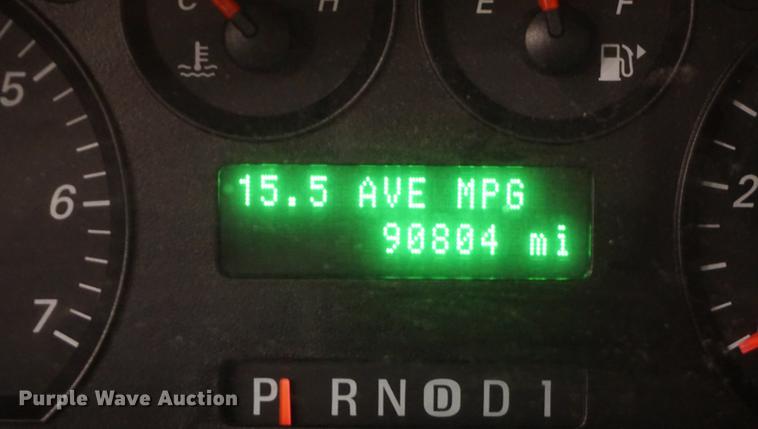 C H E F
5
15.5 AVE MPG
6 2
90804 mi
7
P R N D D 1
Purple Wave Auction